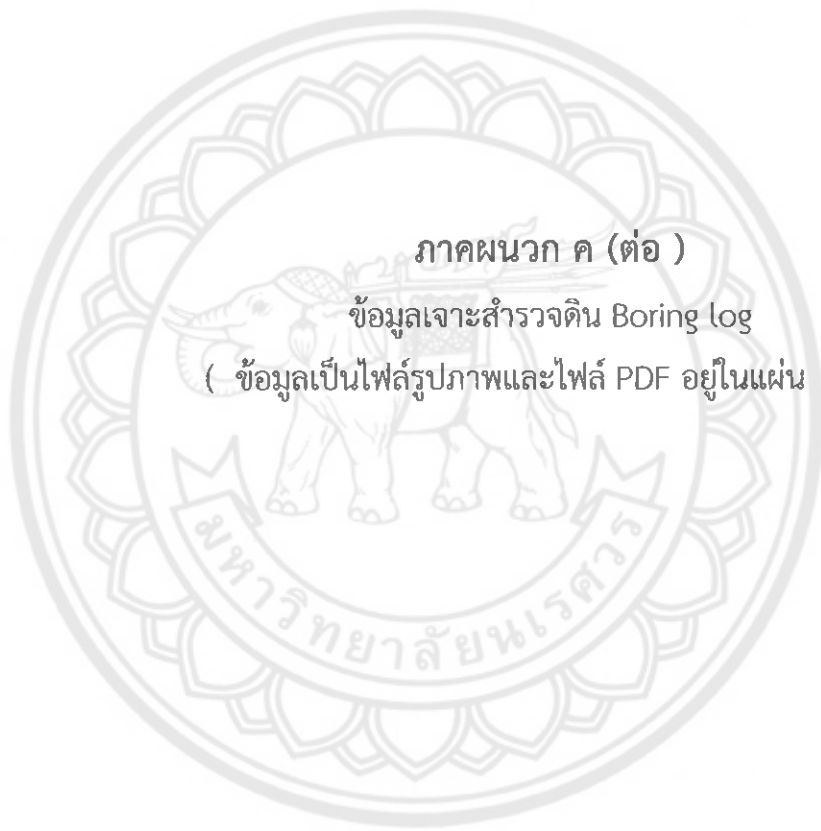 ภาคผนวก ค (ต่อ )
ข้อมูลเจาะสำรวจดิน Boring log
( ข้อมูลเป็นไฟล์รูปภาพและไฟล์ PDF อยู่ในแผ่น
มหาวิทยาลัยนเรศวร